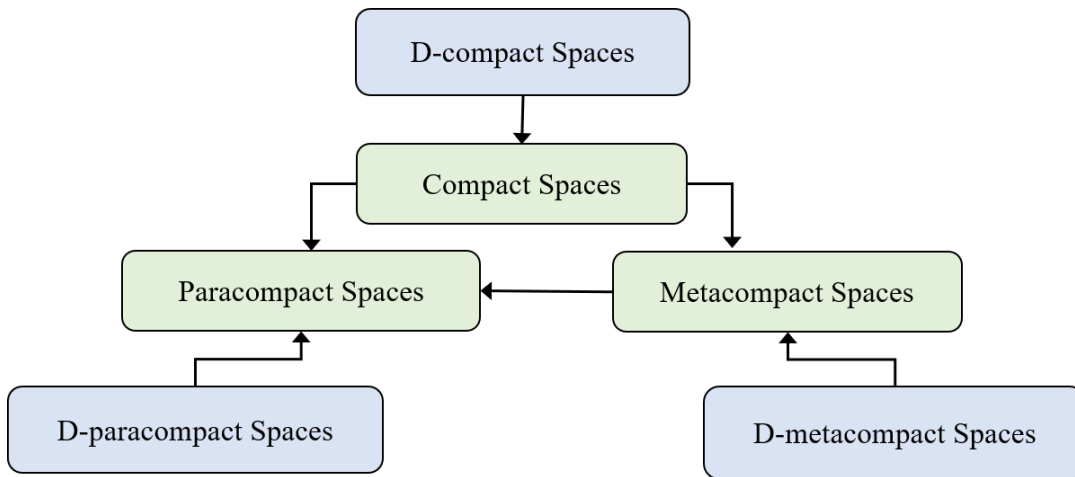 D-compact Spaces
Compact Spaces
Paracompact Spaces
Metacompact Spaces
D-paracompact Spaces
D-metacompact Spaces